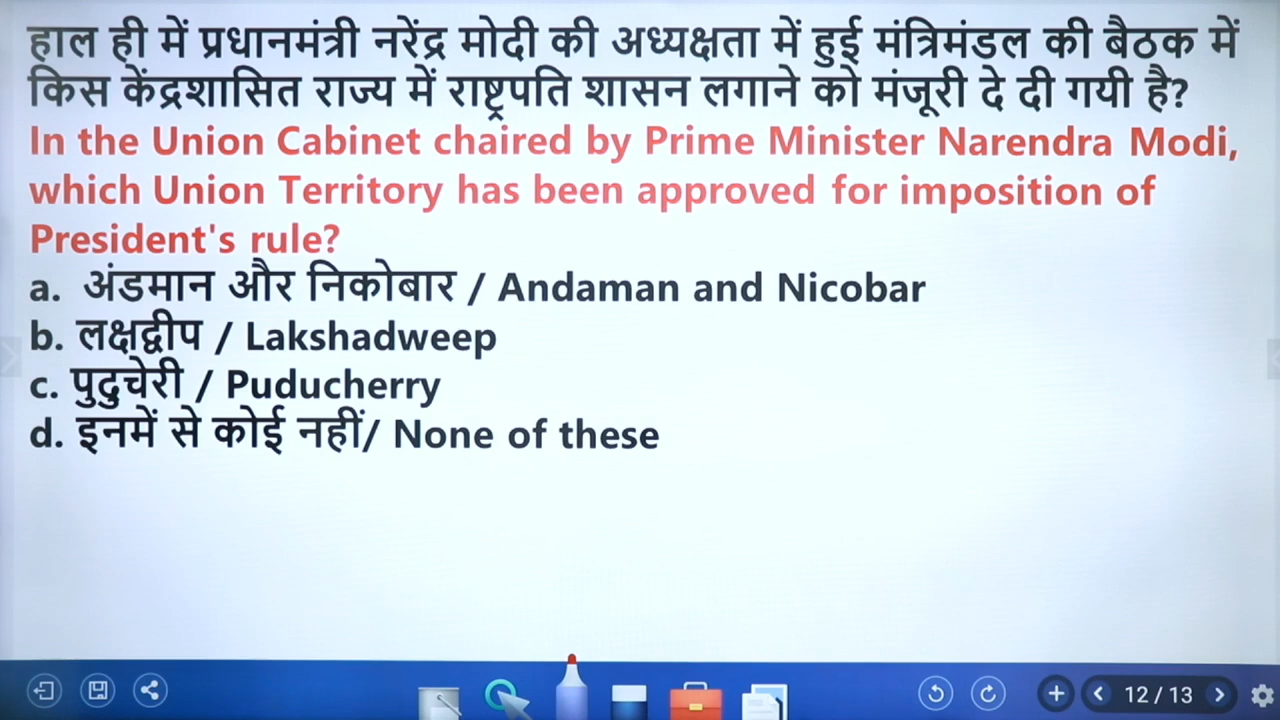 हाल ही में प्रधानमंत्री नरेंद्र मोदी की अध्यक्षता में हुई मंत्रिमंडल की बैठक में
किस केंद्रशासित राज्य में राष्ट्रपति शासन लगाने को मंजूरी दे दी गयी है?
In the Union Cabinet chaired by Prime Minister Narendra Modi,
which Union Territory has been approved for imposition of
President's rule?
a. अंडमान और निकोबार / Andaman and Nicobar
b. लक्षद्वीप / Lakshadweep
c. पुदुचेरी / Puducherry
d. इनमें से कोई नहीं/ None of these
12 / 13